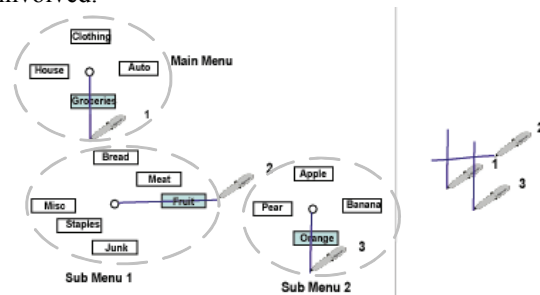 involved.
Clothing
House
Auto
Main Menu
Groceries
1
Bread
Meat
2
Misc
Fruit
Staples
Junk
Sub Menu 1
Apple
Pear
Banana
Orange
3
Sub Menu 2
2
1
3